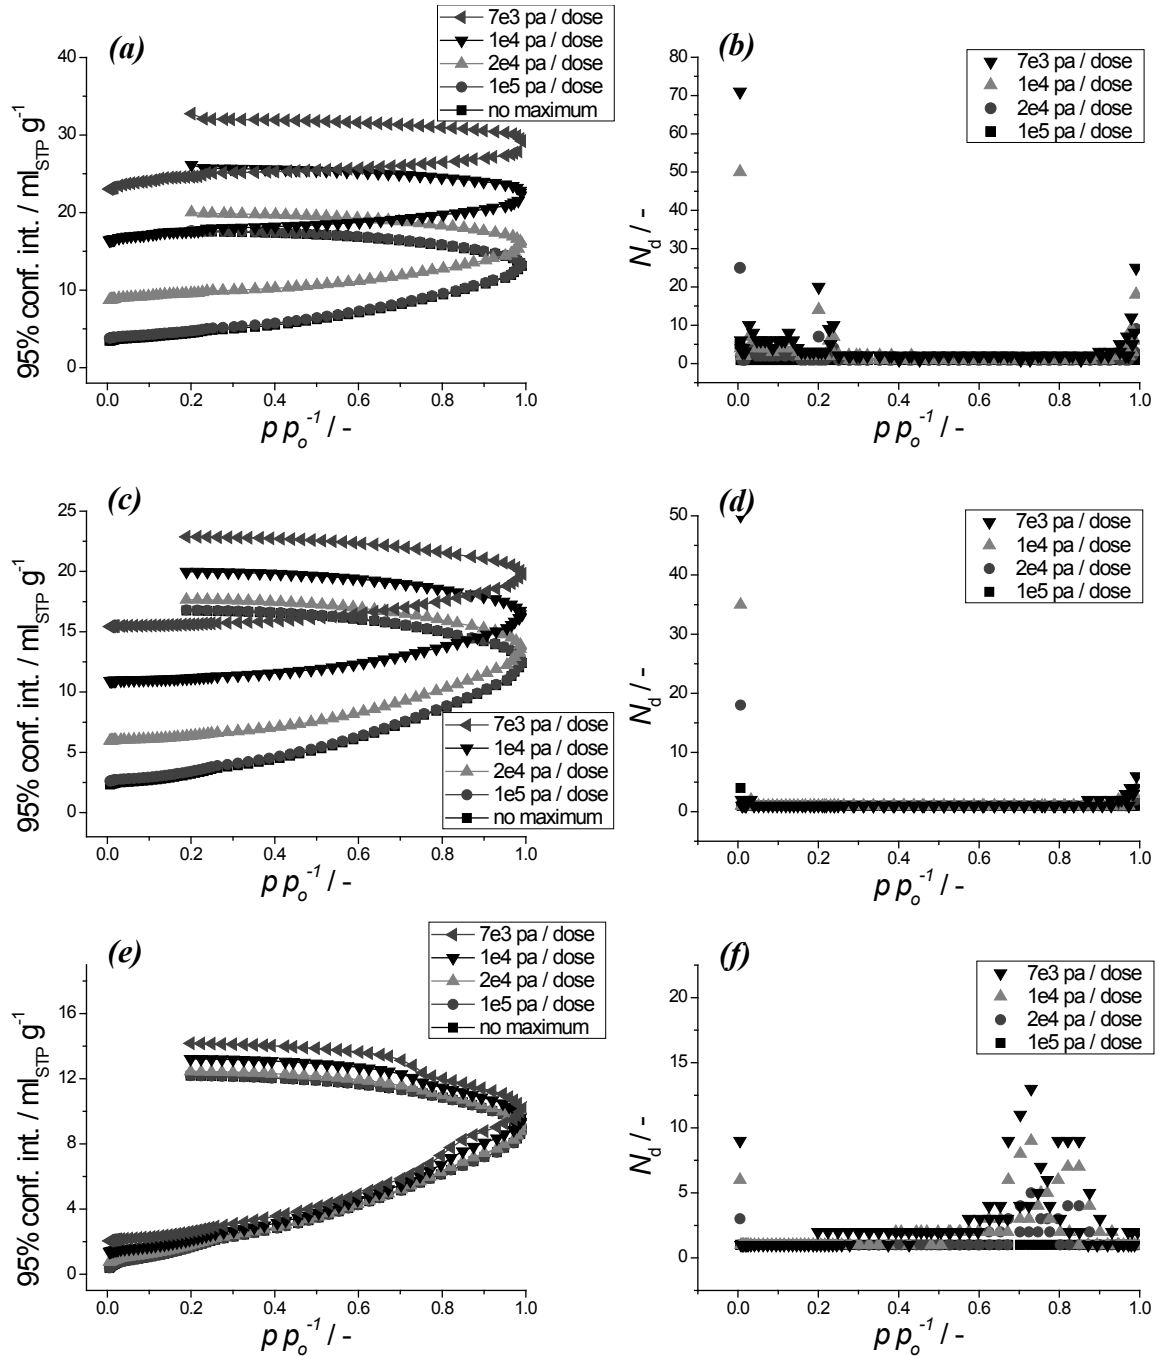 (a)
7e3 pa / dose
1e4 pa / dose
2e4 pa / dose
1e5 pa / dose
no maximum
40
30
20
10
0
95% conf. int. / ml_STP g^-1
0.0 0.2 0.4 0.6 0.8 1.0
p p_o^-1 / -
(b)
7e3 pa / dose
1e4 pa / dose
2e4 pa / dose
1e5 pa / dose
80
70
60
50
40
30
20
10
0
N_d / -
0.0 0.2 0.4 0.6 0.8 1.0
p p_o^-1 / -
(c)
25
20
15
10
5
0
95% conf. int. / ml_STP g^-1
7e3 pa / dose
1e4 pa / dose
2e4 pa / dose
1e5 pa / dose
no maximum
0.0 0.2 0.4 0.6 0.8 1.0
p p_o^-1 / -
(d)
7e3 pa / dose
1e4 pa / dose
2e4 pa / dose
1e5 pa / dose
50
40
30
20
10
0
N_d / -
0.0 0.2 0.4 0.6 0.8 1.0
p p_o^-1 / -
(e)
7e3 pa / dose
1e4 pa / dose
2e4 pa / dose
1e5 pa / dose
no maximum
16
12
8
4
0
95% conf. int. / ml_STP g^-1
0.0 0.2 0.4 0.6 0.8 1.0
p p_o^-1 / -
(f)
7e3 pa / dose
1e4 pa / dose
2e4 pa / dose
1e5 pa / dose
20
15
10
5
0
N_d / -
0.0 0.2 0.4 0.6 0.8 1.0
p p_o^-1 / -